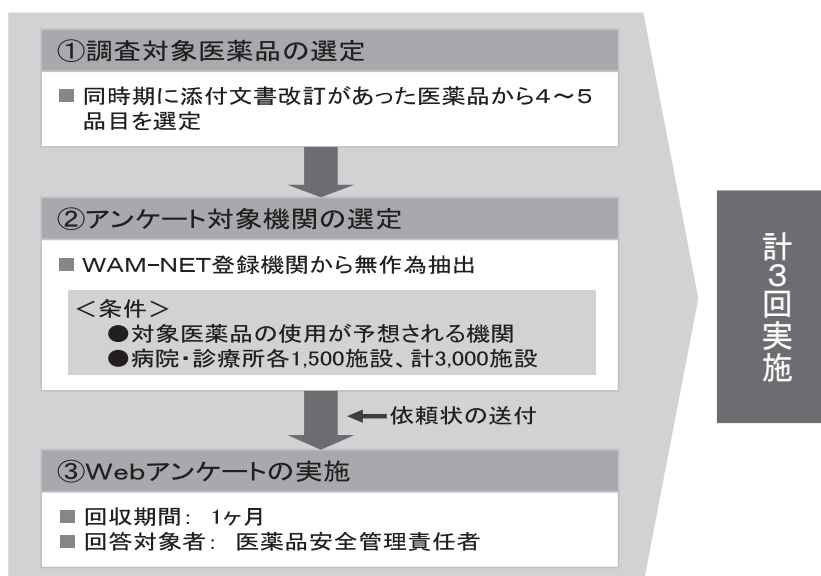 ①調査対象医薬品の選定
■ 同時期に添付文書改訂があった医薬品から4～5
品目を選定
②アンケート対象機関の選定
■ WAM-NET登録機関から無作為抽出
＜条件＞
●対象医薬品の使用が予想される機関
●病院・診療所各1,500施設、計3,000施設
依頼状の送付
③Webアンケートの実施
■ 回収期間： 1ヶ月
■ 回答対象者： 医薬品安全管理責任者
計3回実施